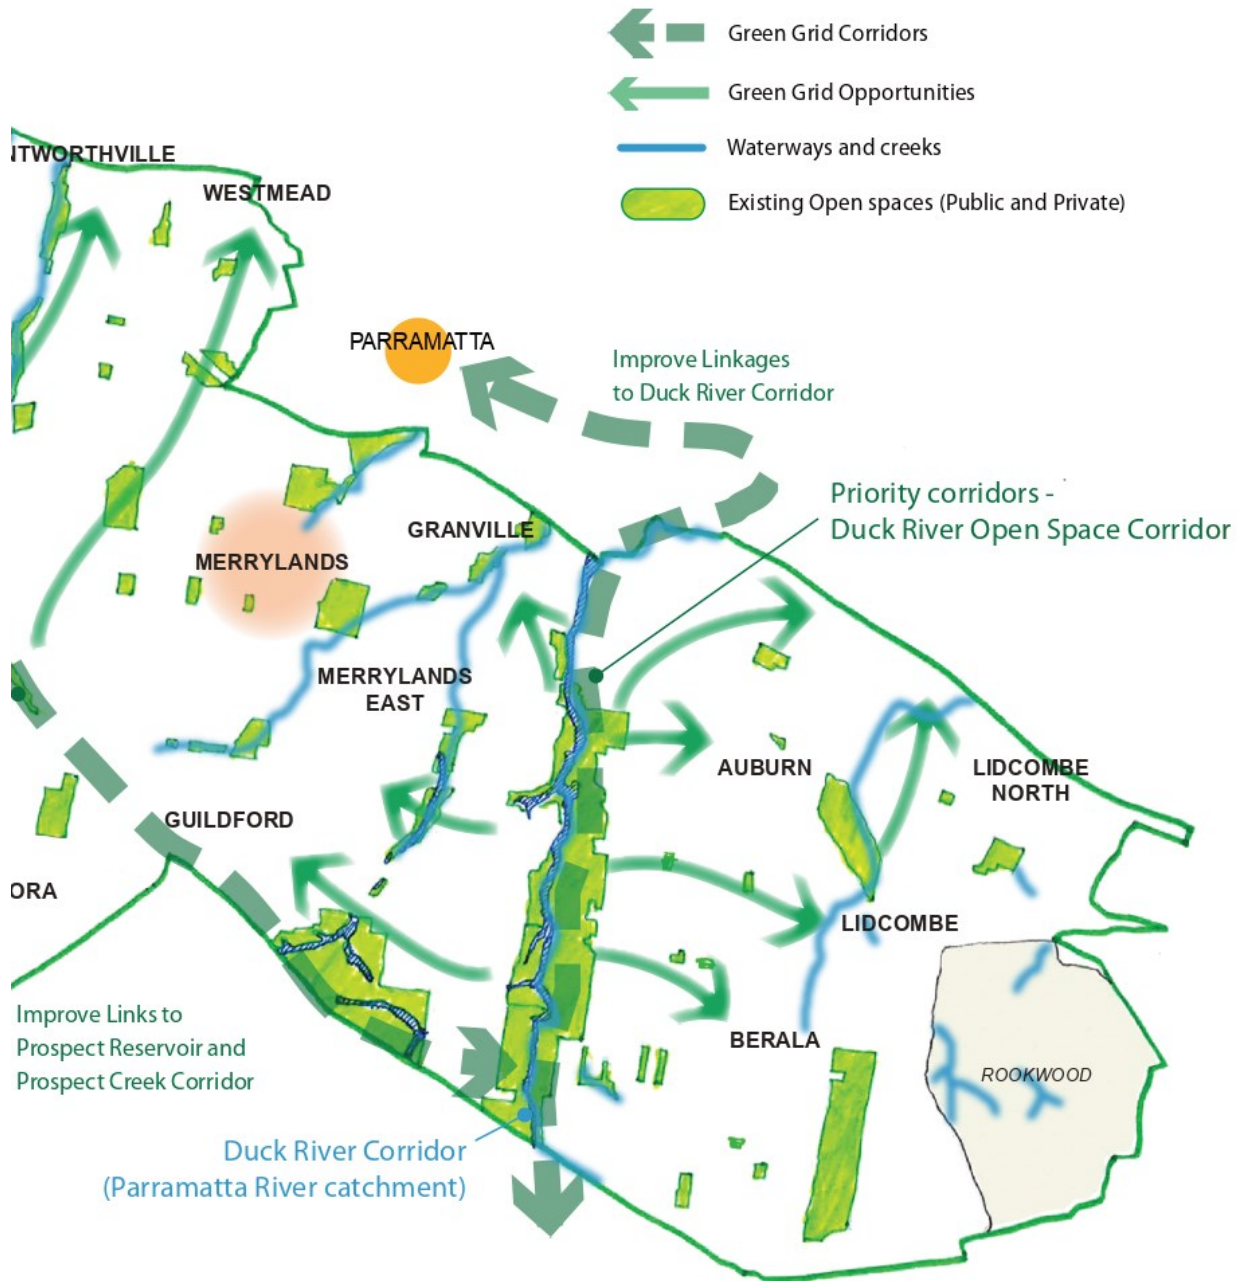 Green Grid Corridors
Green Grid Opportunities
Waterways and creeks
Existing Open spaces (Public and Private)
NTWORTHVILLE
WESTMEAD
PARRAMATTA
Improve Linkages
to Duck River Corridor
Priority corridors -
Duck River Open Space Corridor
GRANVILLE
MERRYLANDS
MERRYLANDS
EAST
AUBURN
LIDCOMBE
NORTH
GUILDFORD
ORA
LIDCOMBE
Improve Links to
Prospect Reservoir and
Prospect Creek Corridor
BERALA
ROOKWOOD
Duck River Corridor
(Parramatta River catchment)